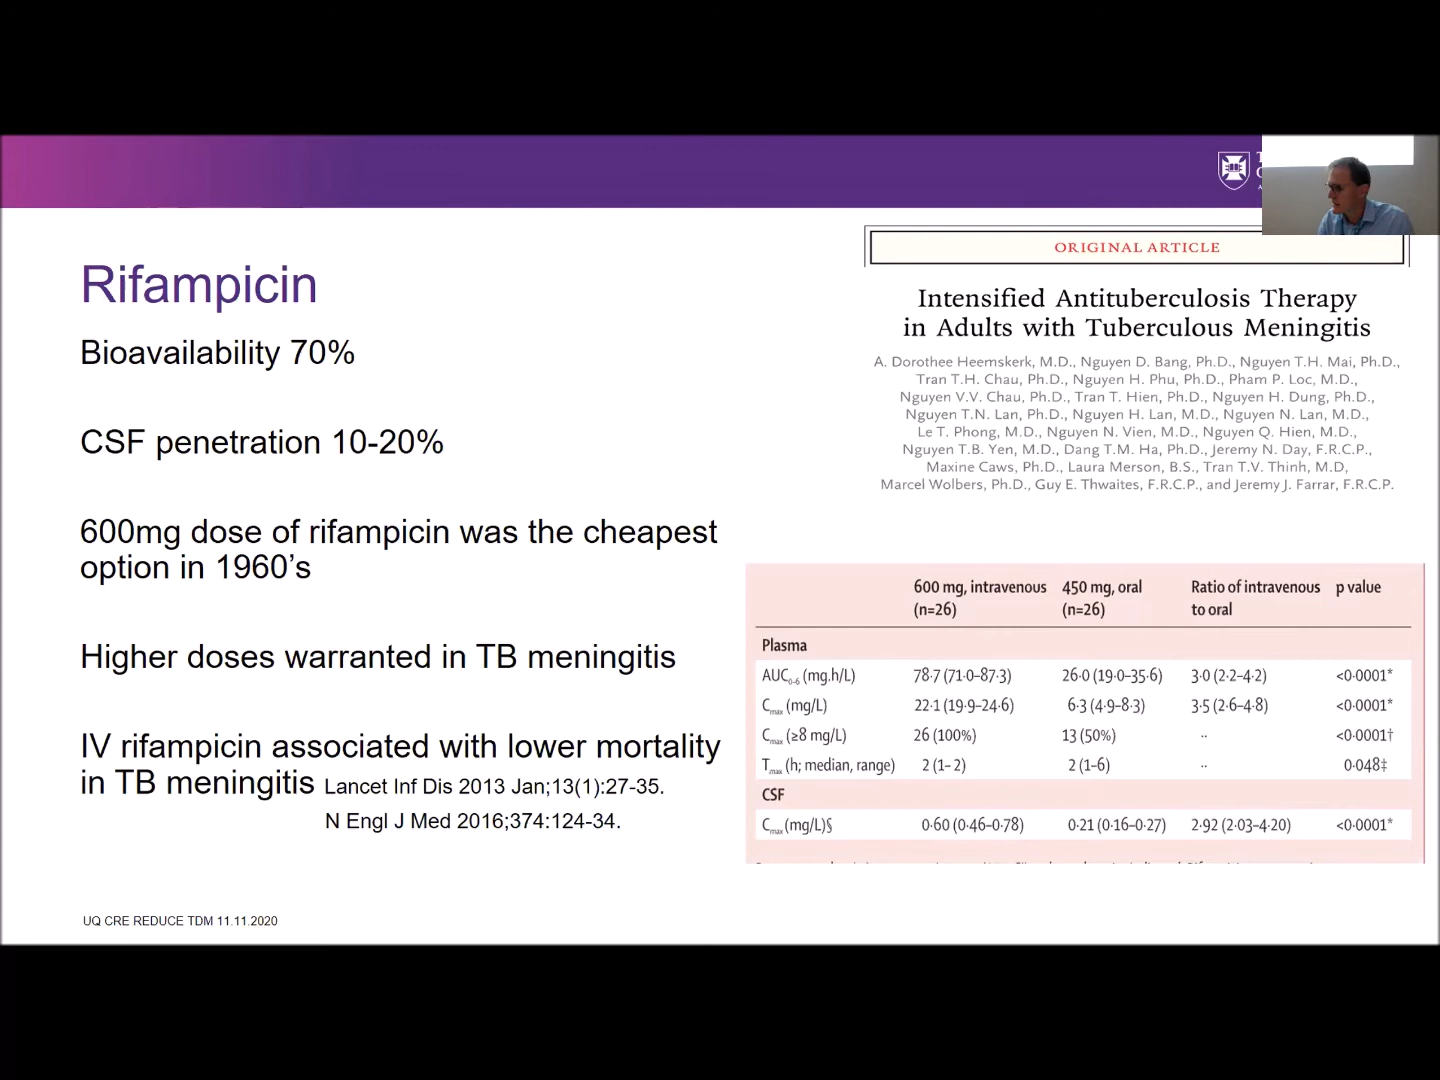 Rifampicin
Bioavailability 70%
CSF penetration 10-20%
600mg dose of rifampicin was the cheapest
option in 1960’s
Higher doses warranted in TB meningitis
IV rifampicin associated with lower mortality
in TB meningitis Lancet Inf Dis 2013 Jan;13(1):27-35.
N Engl J Med 2016;374:124-34.
UQ CRE REDUCE TDM 11.11.2020
ORIGINAL ARTICLE
Intensified Antituberculosis Therapy
in Adults with Tuberculous Meningitis
A. Dorothee Heemskerk, M.D., Nguyen D. Bang, Ph.D., Nguyen T.H. Mai, Ph.D.,
Tran T.H. Chau, Ph.D., Nguyen H. Phu, Ph.D., Pham P. Loc, M.D.,
Nguyen V.V. Chau, Ph.D., Tran T. Hien, Ph.D., Nguyen H. Dung, Ph.D.,
Nguyen T.N. Lan, Ph.D., Nguyen H. Lan, M.D., Nguyen N. Lan, M.D.,
Le T. Phong, M.D., Nguyen N. Vien, M.D., Nguyen Q. Hien, M.D.,
Nguyen T.B. Yen, M.D., Dang T.M. Ha, Ph.D., Jeremy N. Day, F.R.C.P.,
Maxine Caws, Ph.D., Laura Merson, B.S., Tran T.V. Thinh, M.D,
Marcel Wolbers, Ph.D., Guy E. Thwaites, F.R.C.P., and Jeremy J. Farrar, F.R.C.P.
600 mg, intravenous 450 mg, oral Ratio of intravenous p value
(n=26) (n=26) to oral
Plasma
AUC0-6 (mg.h/L) 78·7 (71·0–87·3) 26·0 (19·0–35·6) 3·0 (2·2–4·2) <0·0001*
Cmax (mg/L) 22·1 (19·9–24·6) 6·3 (4·9–8·3) 3·5 (2·6–4·8) <0·0001*
Cmax (≥8 mg/L) 26 (100%) 13 (50%) ·· <0·0001†
Tmax (h; median, range) 2 (1–2) 2 (1–6) ·· 0·048‡
CSF
Cmax (mg/L)§ 0·60 (0·46–0·78) 0·21 (0·16–0·27) 2·92 (2·03–4·20) <0·0001*